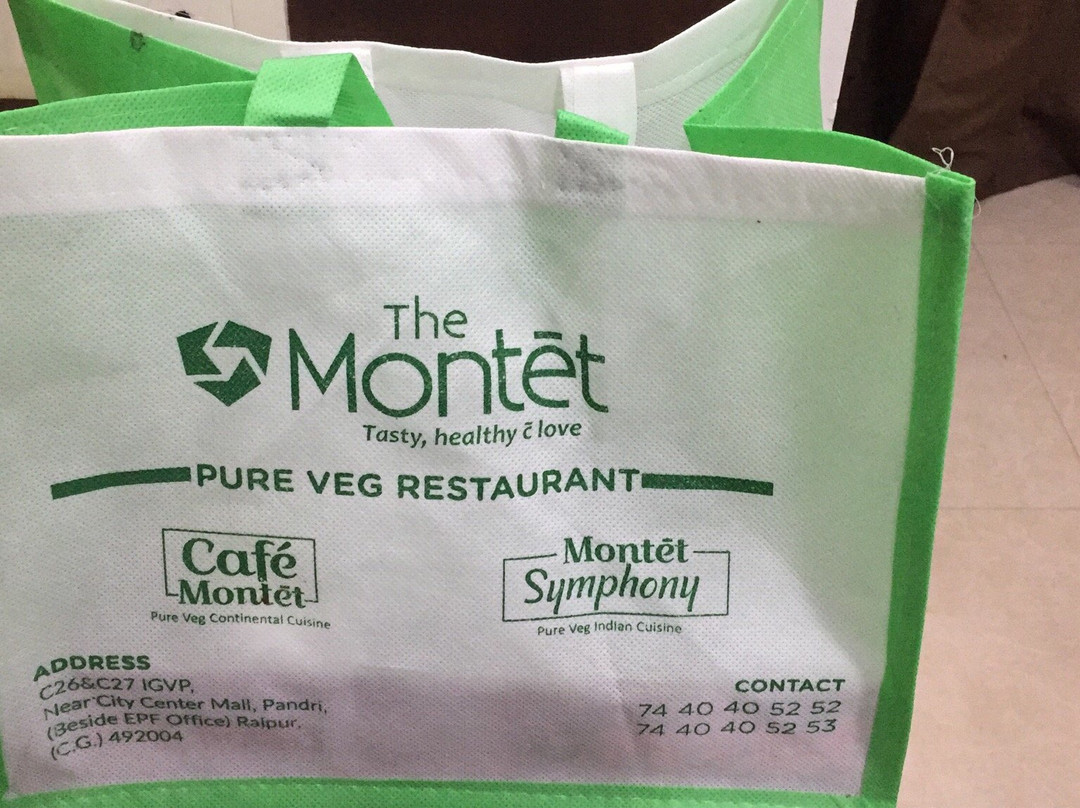 The
Montēt
Tasty, healthy c̄ love
PURE VEG RESTAURANT
Café
Montēt
Pure Veg Continental Cuisine
Montēt
Symphony
Pure Veg Indian Cuisine
ADDRESS
C26&C27 IGVP,
Near City Center Mall, Pandri,
(Beside EPF Office) Raipur,
(C.G.) 492004
CONTACT
74 40 40 52 52
74 40 40 52 53